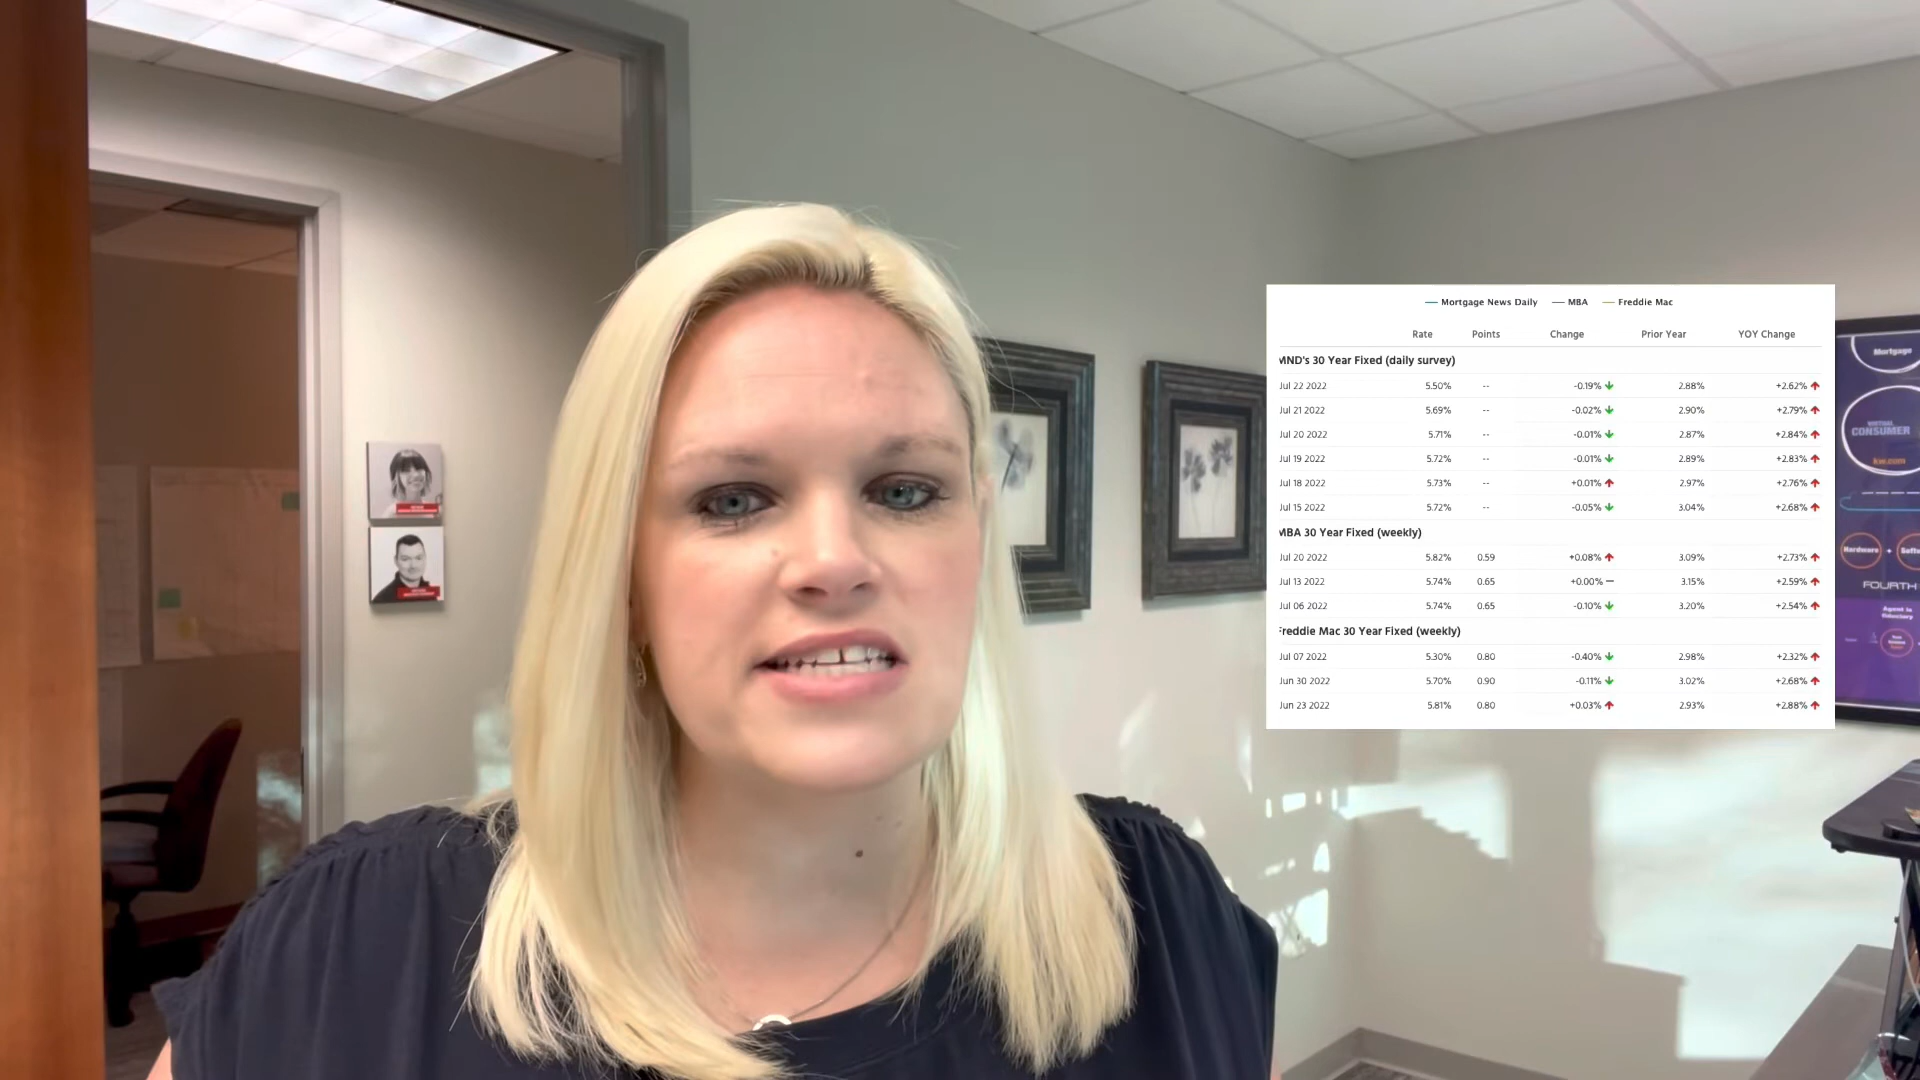 Mortgage News Daily MBA Freddie Mac
Rate Points Change Prior Year YOY Change
MND's 30 Year Fixed (daily survey)
Jul 22 2022 5.50% -- -0.19% 2.88% +2.62%
Jul 21 2022 5.69% -- -0.02% 2.90% +2.79%
Jul 20 2022 5.71% -- -0.01% 2.87% +2.84%
Jul 19 2022 5.72% -- -0.01% 2.89% +2.83%
Jul 18 2022 5.73% -- +0.01% 2.97% +2.76%
Jul 15 2022 5.72% -- -0.05% 3.04% +2.68%
MBA 30 Year Fixed (weekly)
Jul 20 2022 5.82% 0.59 +0.08% 3.09% +2.73%
Jul 13 2022 5.74% 0.65 +0.00% 3.15% +2.59%
Jul 06 2022 5.74% 0.65 -0.10% 3.20% +2.54%
Freddie Mac 30 Year Fixed (weekly)
Jul 07 2022 5.30% 0.80 -0.40% 2.98% +2.32%
Jun 30 2022 5.70% 0.90 -0.11% 3.02% +2.68%
Jun 23 2022 5.81% 0.80 +0.03% 2.93% +2.88%
Mortgage
VIRTUAL
CONSUMER
kw.com
Hardware +
FOURTH
Agent is
fiduciary